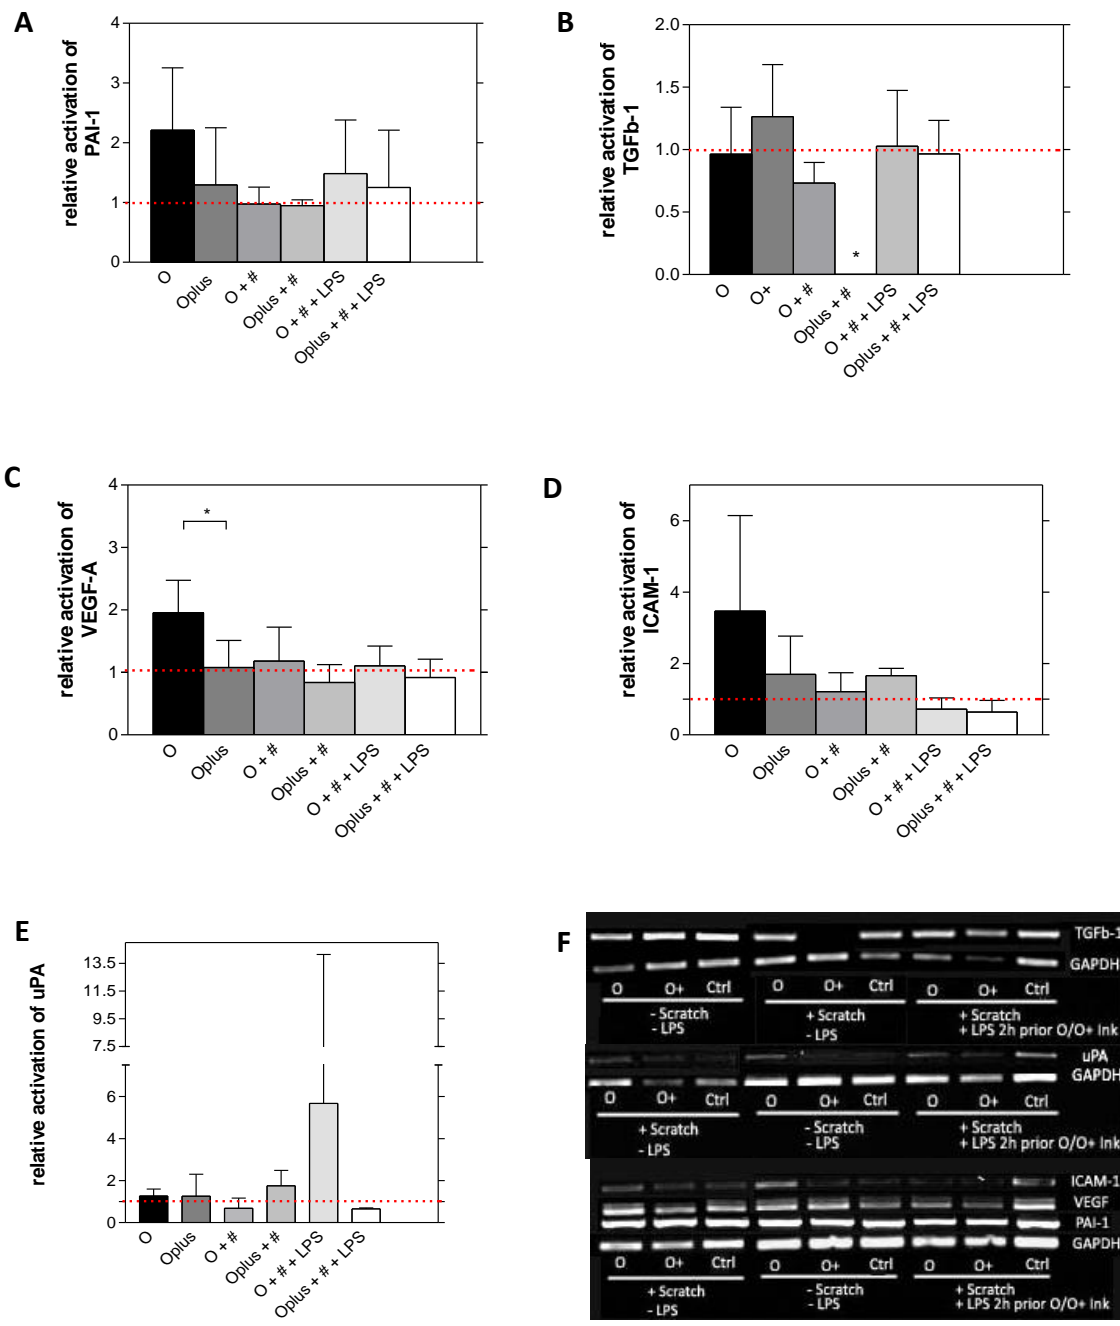 A
relative activation of
PAI-1
4
3
2
1
0
O
Oplus
O + #
Oplus + #
O + # + LPS
Oplus + # + LPS
B
relative activation of
TGFb-1
2.0
1.5
1.0
0.5
0.0
*
O
O+
O + #
Oplus + #
O + # + LPS
Oplus + # + LPS
C
relative activation of
VEGF-A
4
3
2
1
0
*
O
Oplus
O + #
Oplus + #
O + # + LPS
Oplus + # + LPS
D
relative activation of
ICAM-1
6
4
2
0
O
Oplus
O + #
Oplus + #
O + # + LPS
Oplus + # + LPS
E
relative activation of uPA
13.5
11.5
9.5
7.5
6
4
2
0
O
Oplus
O + #
Oplus + #
O + # + LPS
Oplus + # + LPS
F
TGFb-1
GAPDH
O O+ Ctrl O O+ Ctrl O O+ Ctrl
- Scratch + Scratch + Scratch
- LPS - LPS + LPS 2h prior O/O+ Ink
uPA
GAPDH
O O+ Ctrl O O+ Ctrl O O+ Ctrl
+ Scratch - Scratch + Scratch
- LPS - LPS + LPS 2h prior O/O+ Ink
ICAM-1
VEGF
PAI-1
GAPDH
O O+ Ctrl O O+ Ctrl O O+ Ctrl
+ Scratch - Scratch + Scratch
- LPS - LPS + LPS 2h prior O/O+ Ink